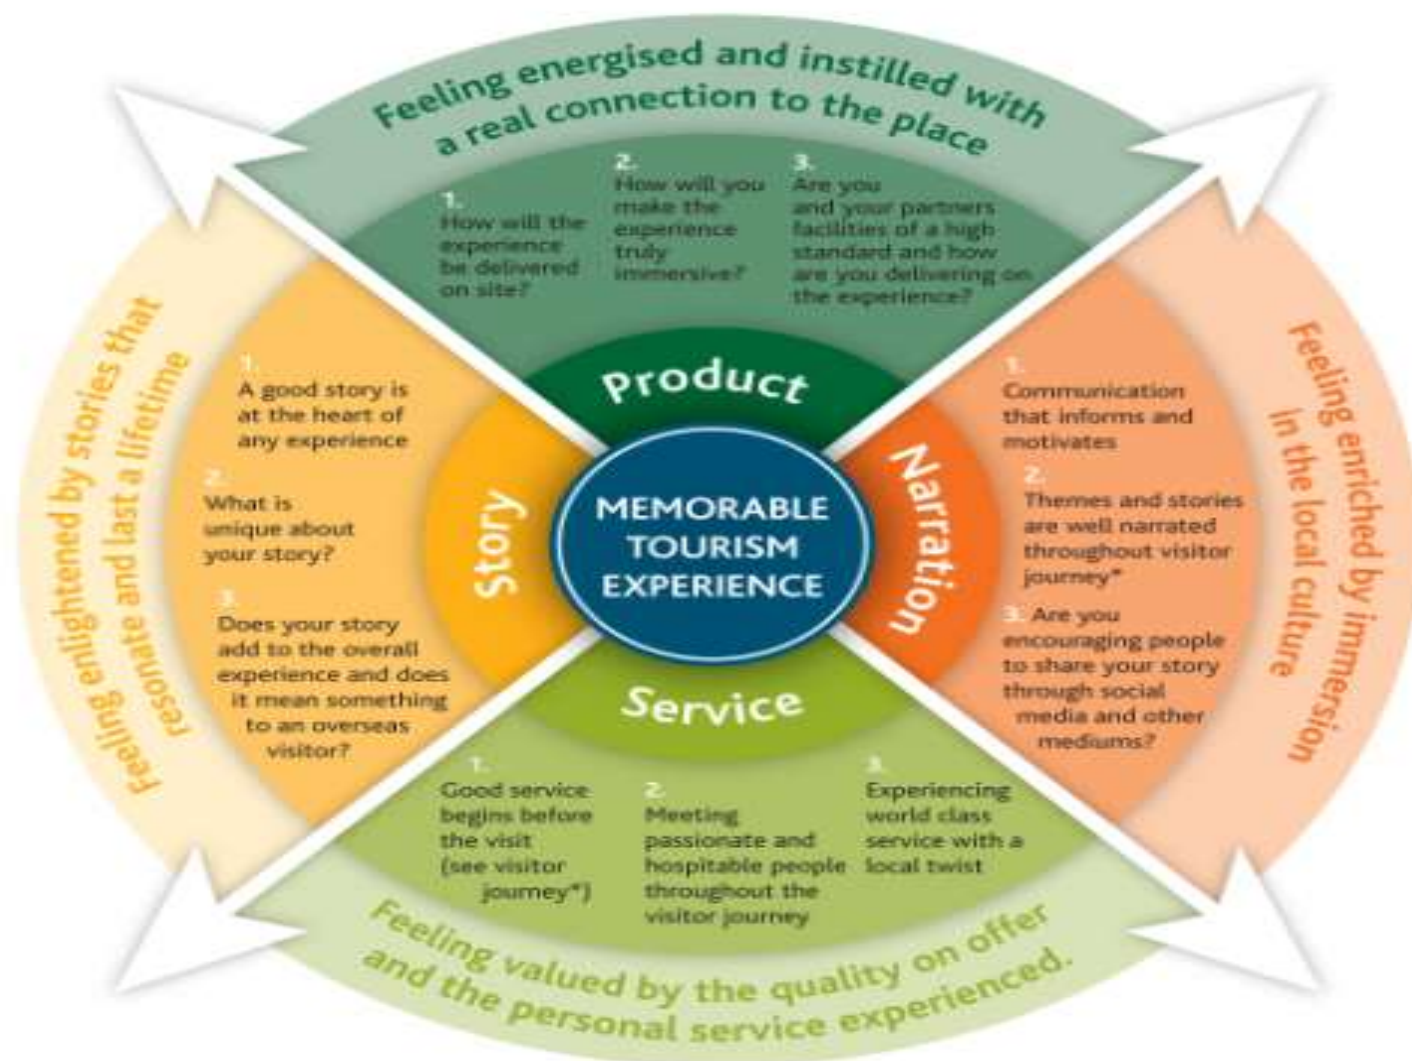 Feeling energised and instilled with
a real connection to the place
1.
How will the
experience
be delivered
on site?
2.
How will you
make the
experience
truly
immersive?
3.
Are you
and your partners
facilities of a high
standard and how
are you delivering on
the experience?
Product
Feeling enlightened by stories that
resonate and last a lifetime
1.
A good story is
at the heart of
any experience
2.
What is
unique about
your story?
3.
Does your story
add to the overall
experience and does
it mean something
to an overseas
visitor?
Story
MEMORABLE
TOURISM
EXPERIENCE
Narration
1.
Communication
that informs and
motivates
2.
Themes and stories
are well narrated
throughout visitor
journey*
3. Are you
encouraging people
to share your story
through social
media and other
mediums?
Feeling enriched by immersion
in the local culture
Service
1.
Good service
begins before
the visit
(see visitor
journey*)
2.
Meeting
passionate and
hospitable people
throughout the
visitor journey
3.
Experiencing
world class
service with a
local twist
Feeling valued by the quality on offer
and the personal service experienced.